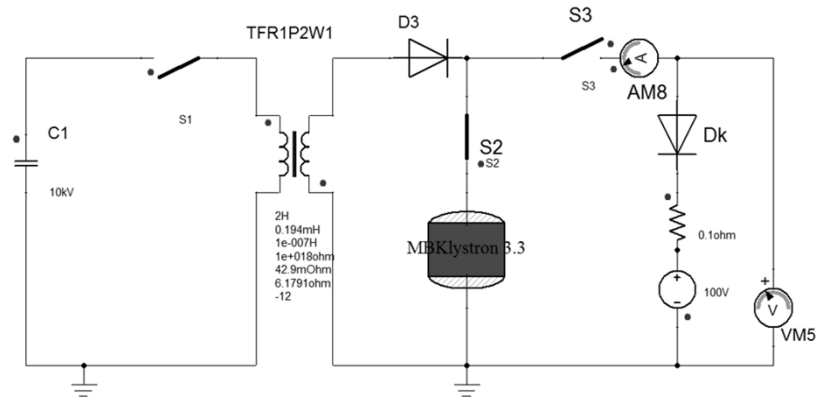 TFR1P2W1
D3
S3
S1
S3
A
AM8
C1
10kV
S2
S2
Dk
2H
0.194mH
1e-007H
1e+018ohm
42.9mOhm
6.1791ohm
-12
MBKlystron 3.3
0.1ohm
+
-
100V
+
V
VM5